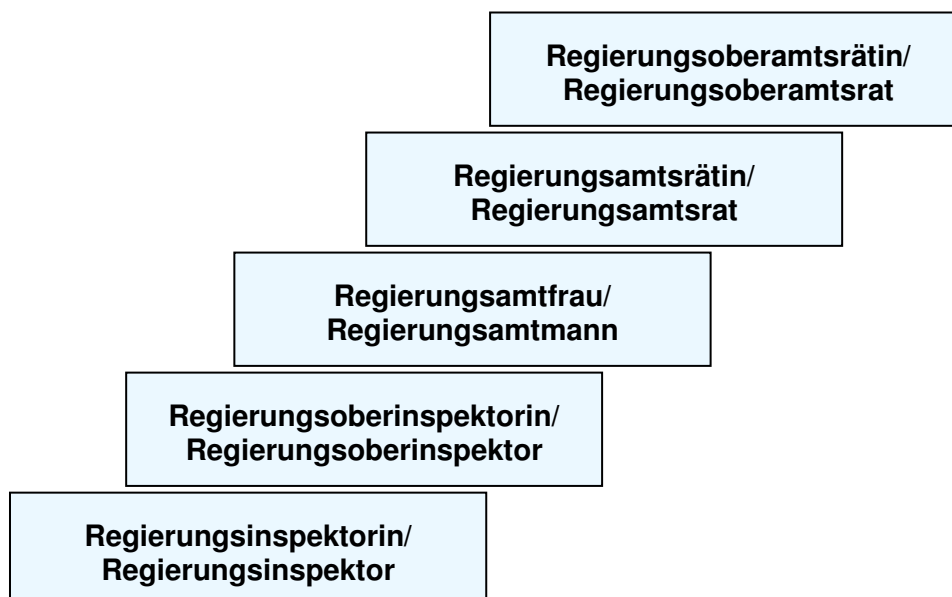 Regierungsoberamtsrätin/
Regierungsoberamtsrat
Regierungsamtsrätin/
Regierungsamtsrat
Regierungsamtfrau/
Regierungsamtmann
Regierungsoberinspektorin/
Regierungsoberinspektor
Regierungsinspektorin/
Regierungsinspektor